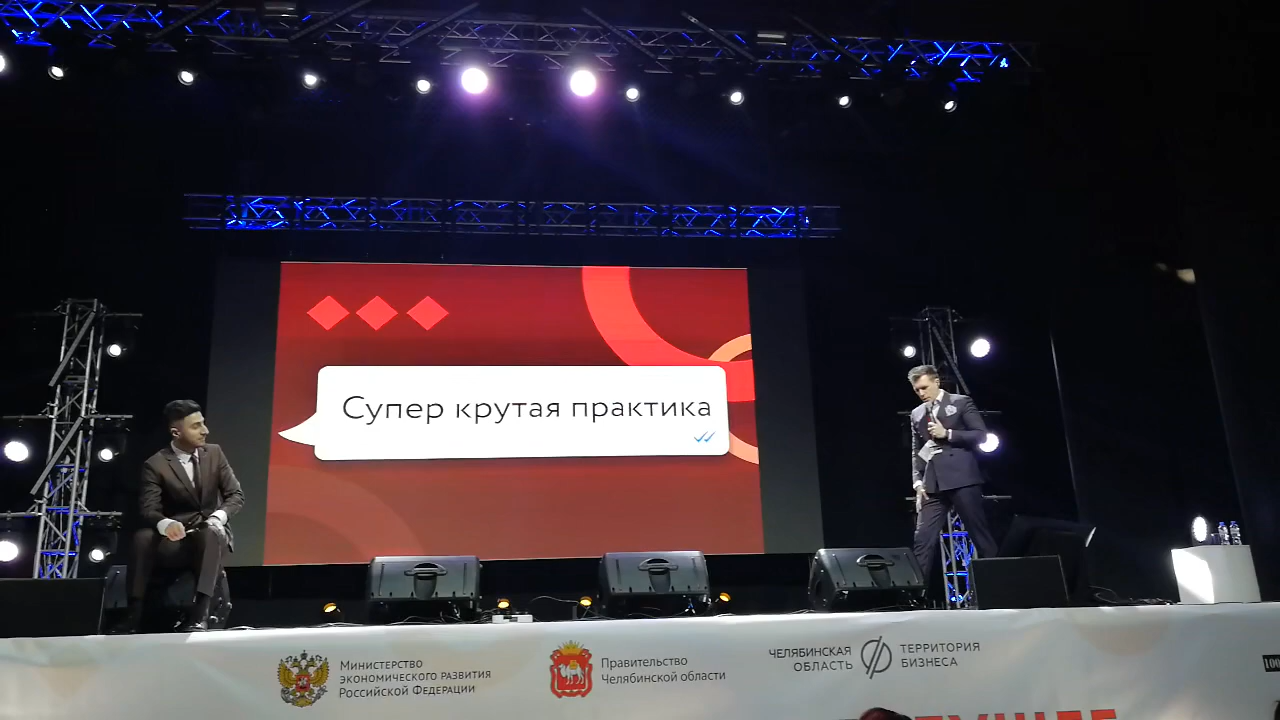 Супер крутая практика
Министерство
экономического развития
Российской Федерации
Правительство
Челябинской области
ЧЕЛЯБИНСКАЯ
ОБЛАСТЬ
ТЕРРИТОРИЯ
БИЗНЕСА